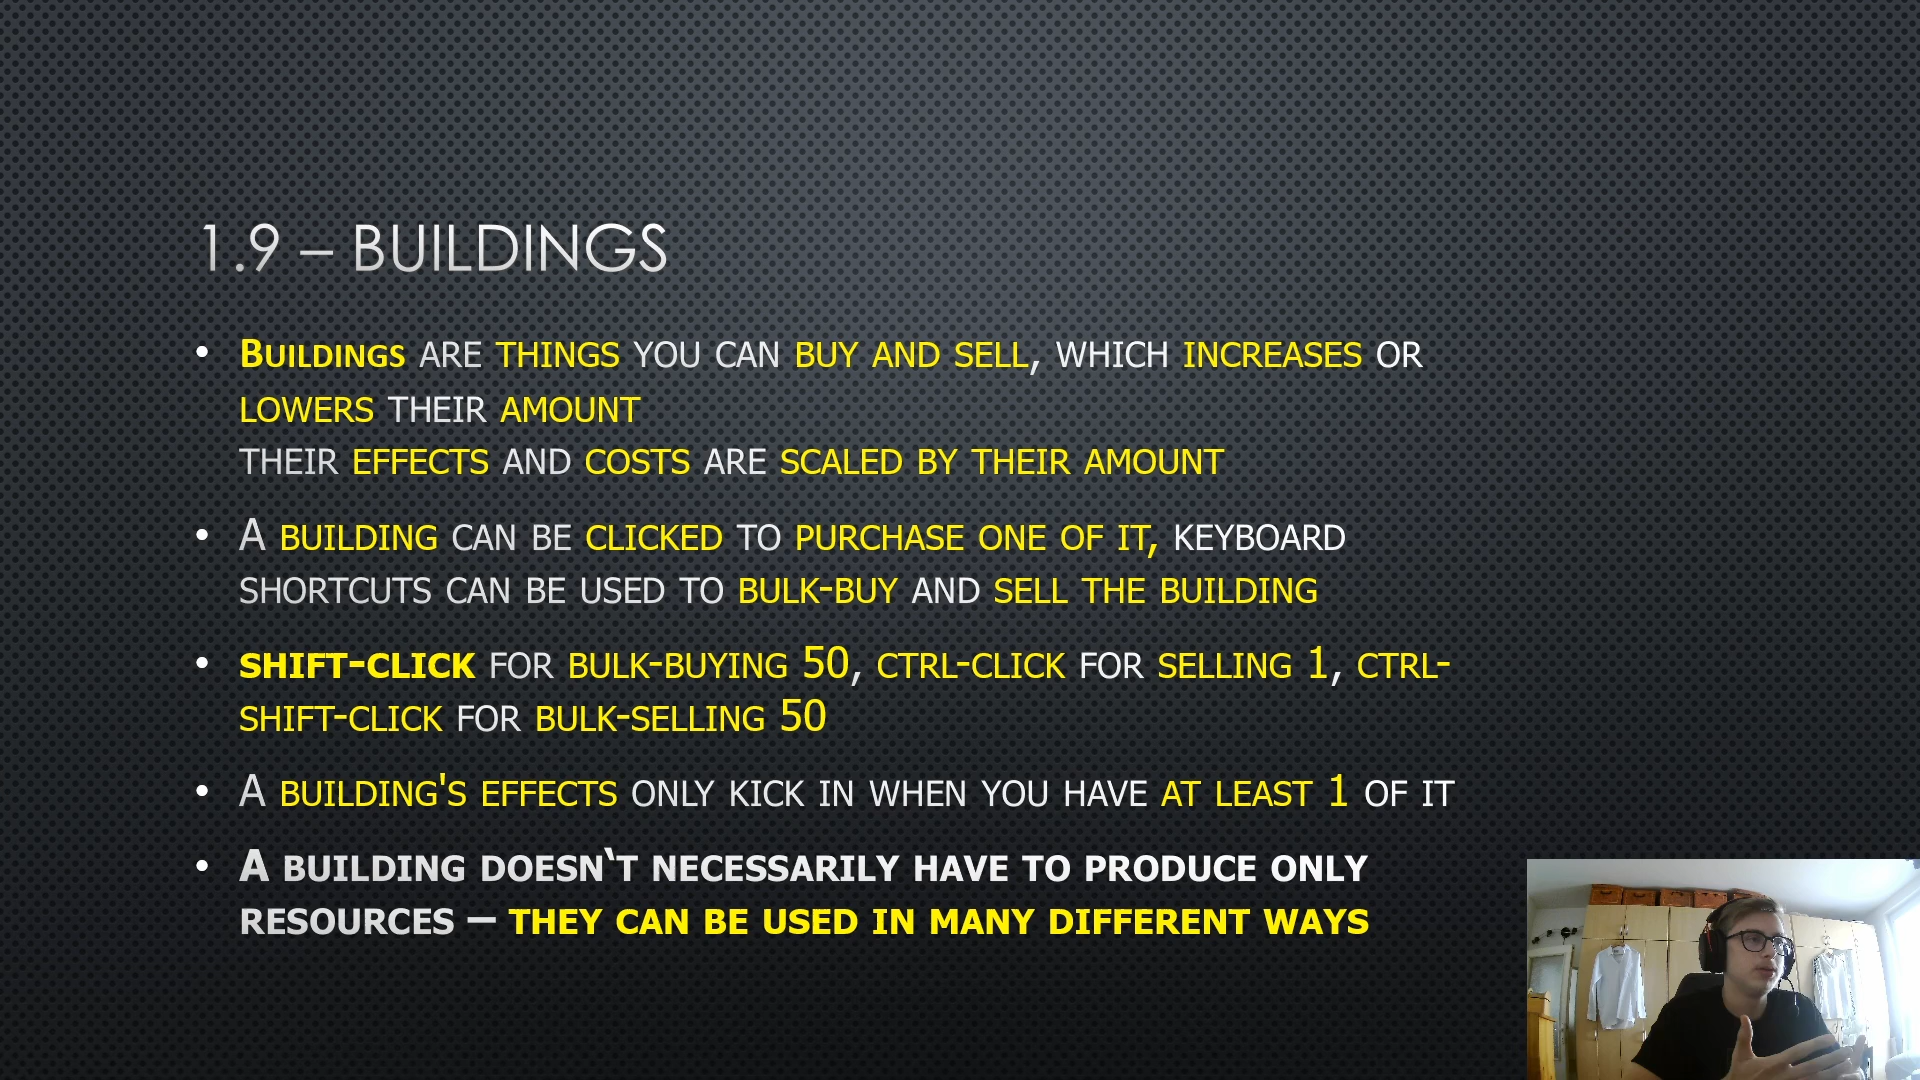 1.9 – BUILDINGS
• BUILDINGS ARE THINGS YOU CAN BUY AND SELL, WHICH INCREASES OR
LOWERS THEIR AMOUNT
THEIR EFFECTS AND COSTS ARE SCALED BY THEIR AMOUNT
• A BUILDING CAN BE CLICKED TO PURCHASE ONE OF IT, KEYBOARD
SHORTCUTS CAN BE USED TO BULK-BUY AND SELL THE BUILDING
• SHIFT-CLICK FOR BULK-BUYING 50, CTRL-CLICK FOR SELLING 1, CTRL-
SHIFT-CLICK FOR BULK-SELLING 50
• A BUILDING'S EFFECTS ONLY KICK IN WHEN YOU HAVE AT LEAST 1 OF IT
• A BUILDING DOESN‛T NECESSARILY HAVE TO PRODUCE ONLY
RESOURCES – THEY CAN BE USED IN MANY DIFFERENT WAYS